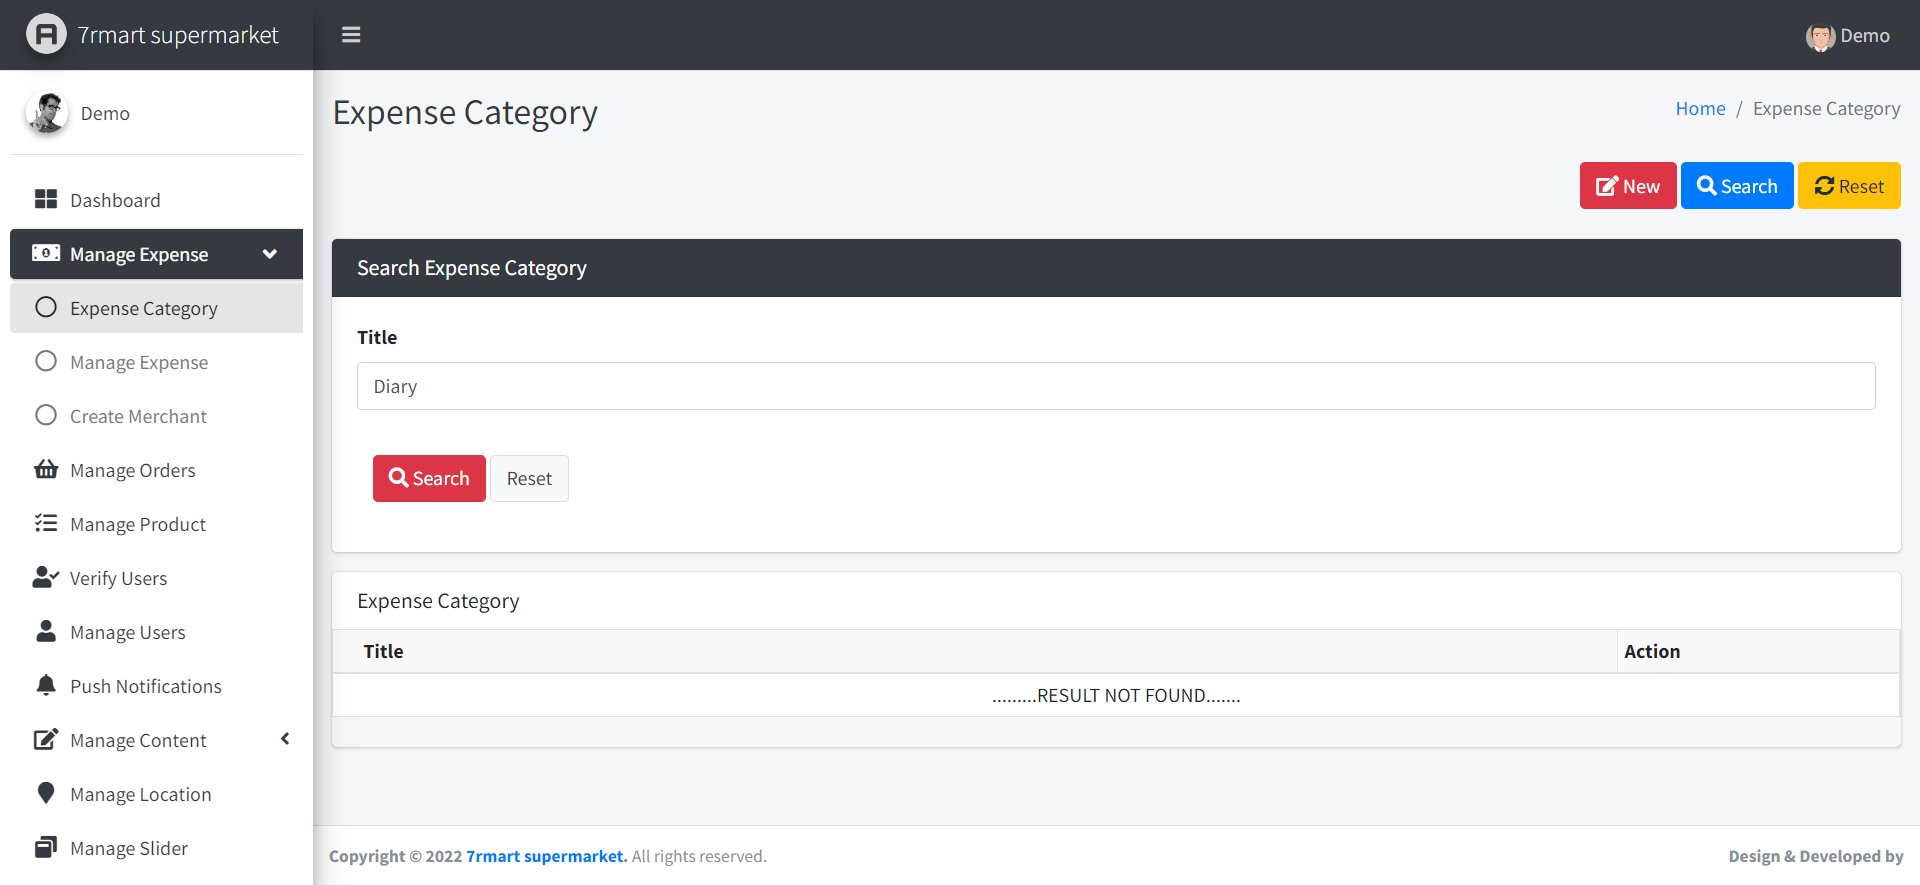 7rmart supermarket
Demo
Demo
Dashboard
Manage Expense
Expense Category
Manage Expense
Create Merchant
Manage Orders
Manage Product
Verify Users
Manage Users
Push Notifications
Manage Content
Manage Location
Manage Slider
Expense Category
Home / Expense Category
New Search Reset
Search Expense Category
Title
Diary
Search Reset
Expense Category
Title Action
.........RESULT NOT FOUND.......
Copyright © 2022 7rmart supermarket. All rights reserved.
Design & Developed by